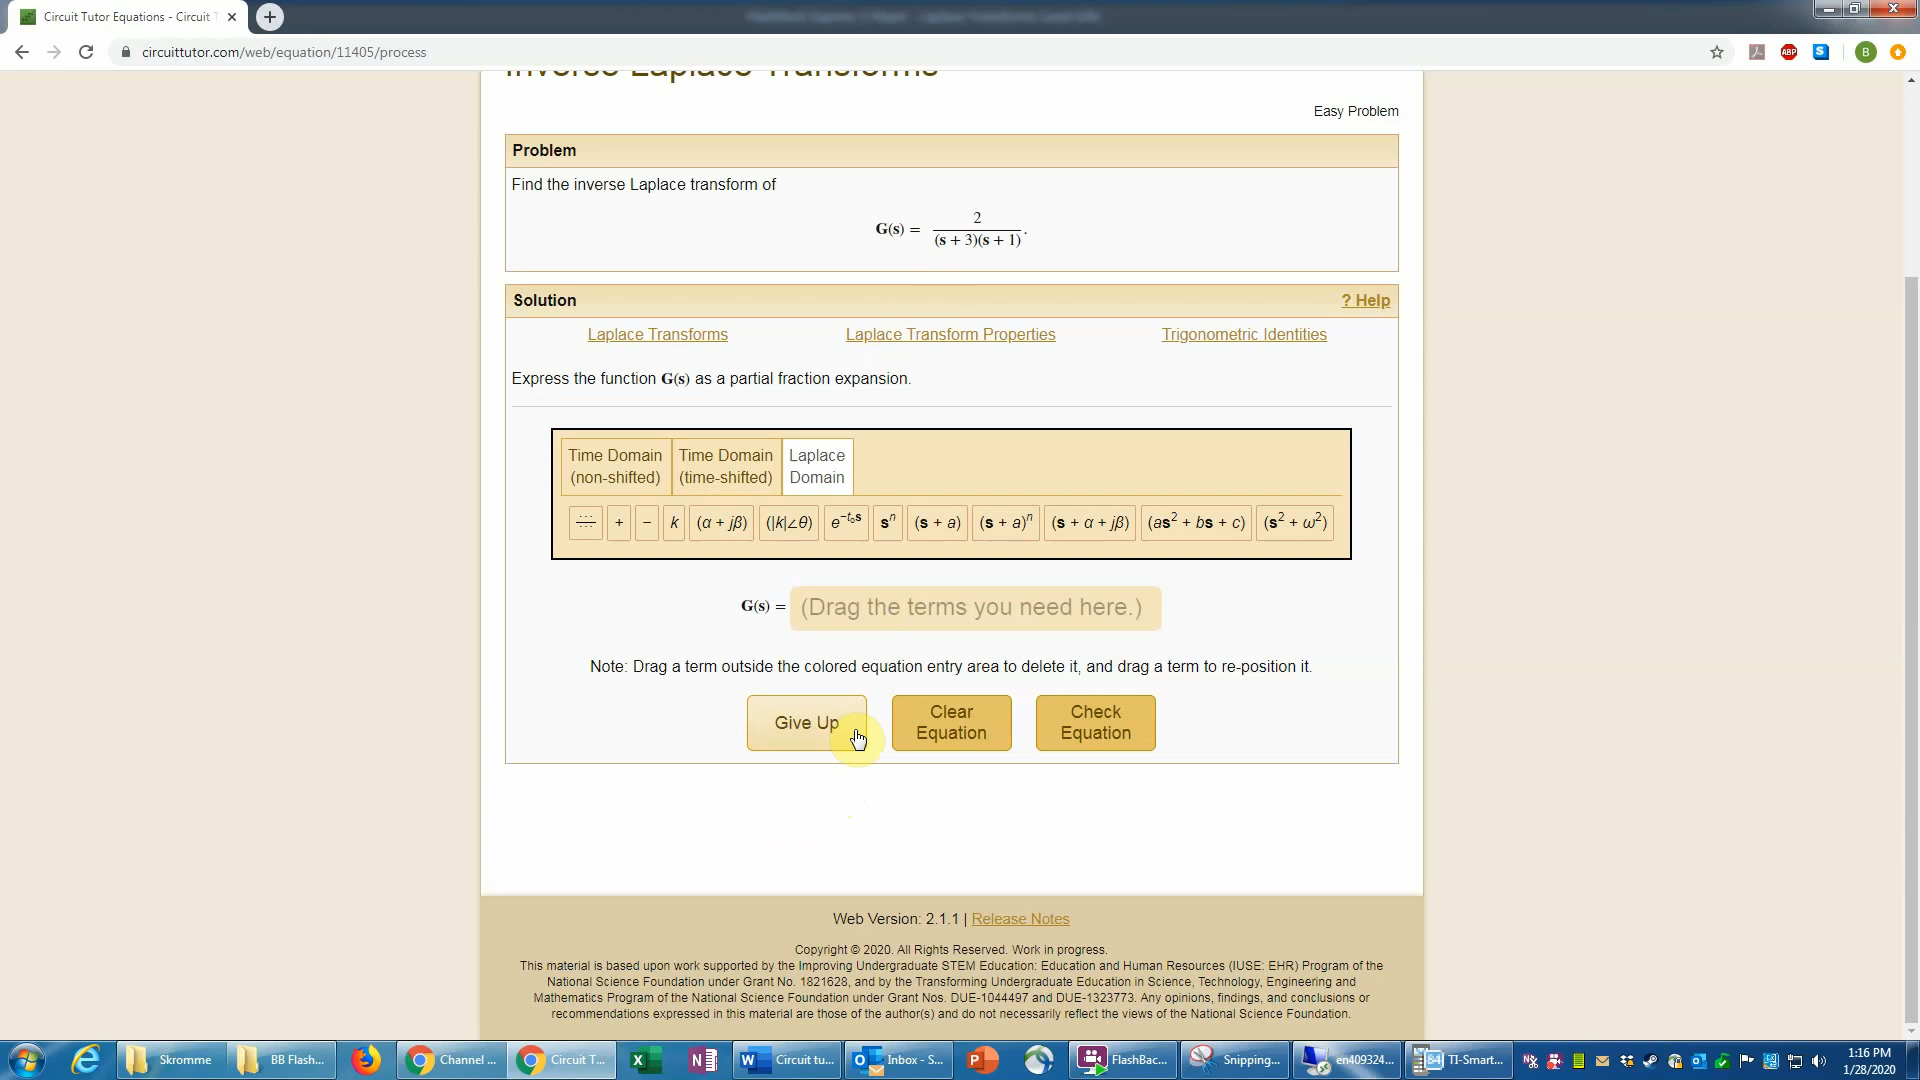 Circuit Tutor Equations - Circuit T
circuittutor.com/web/equation/11405/process
ABP
S
B
Inverse Laplace Transforms
Easy Problem
Problem
Find the inverse Laplace transform of
G(s) = 2 / (s + 3)(s + 1) .
Solution
? Help
Laplace Transforms
Laplace Transform Properties
Trigonometric Identities
Express the function G(s) as a partial fraction expansion.
Time Domain (non-shifted)
Time Domain (time-shifted)
Laplace Domain
+ − k (α + jβ) (|k|∠θ) e^−t₀s s^n (s + a) (s + a)^n (s + α + jβ) (as² + bs + c) (s² + ω²)
G(s) = (Drag the terms you need here.)
Note: Drag a term outside the colored equation entry area to delete it, and drag a term to re-position it.
Give Up
Clear Equation
Check Equation
Web Version: 2.1.1 | Release Notes
Copyright © 2020. All Rights Reserved. Work in progress.
This material is based upon work supported by the Improving Undergraduate STEM Education: Education and Human Resources (IUSE: EHR) Program of the
National Science Foundation under Grant No. 1821628, and by the Transforming Undergraduate Education in Science, Technology, Engineering and
Mathematics Program of the National Science Foundation under Grant Nos. DUE-1044497 and DUE-1323773. Any opinions, findings, and conclusions or
recommendations expressed in this material are those of the author(s) and do not necessarily reflect the views of the National Science Foundation.
Skromme
BB Flash...
Channel ...
Circuit T...
Circuit tu...
Inbox - S...
FlashBac...
Snipping...
en409324...
TI-Smart...
1:16 PM
1/28/2020